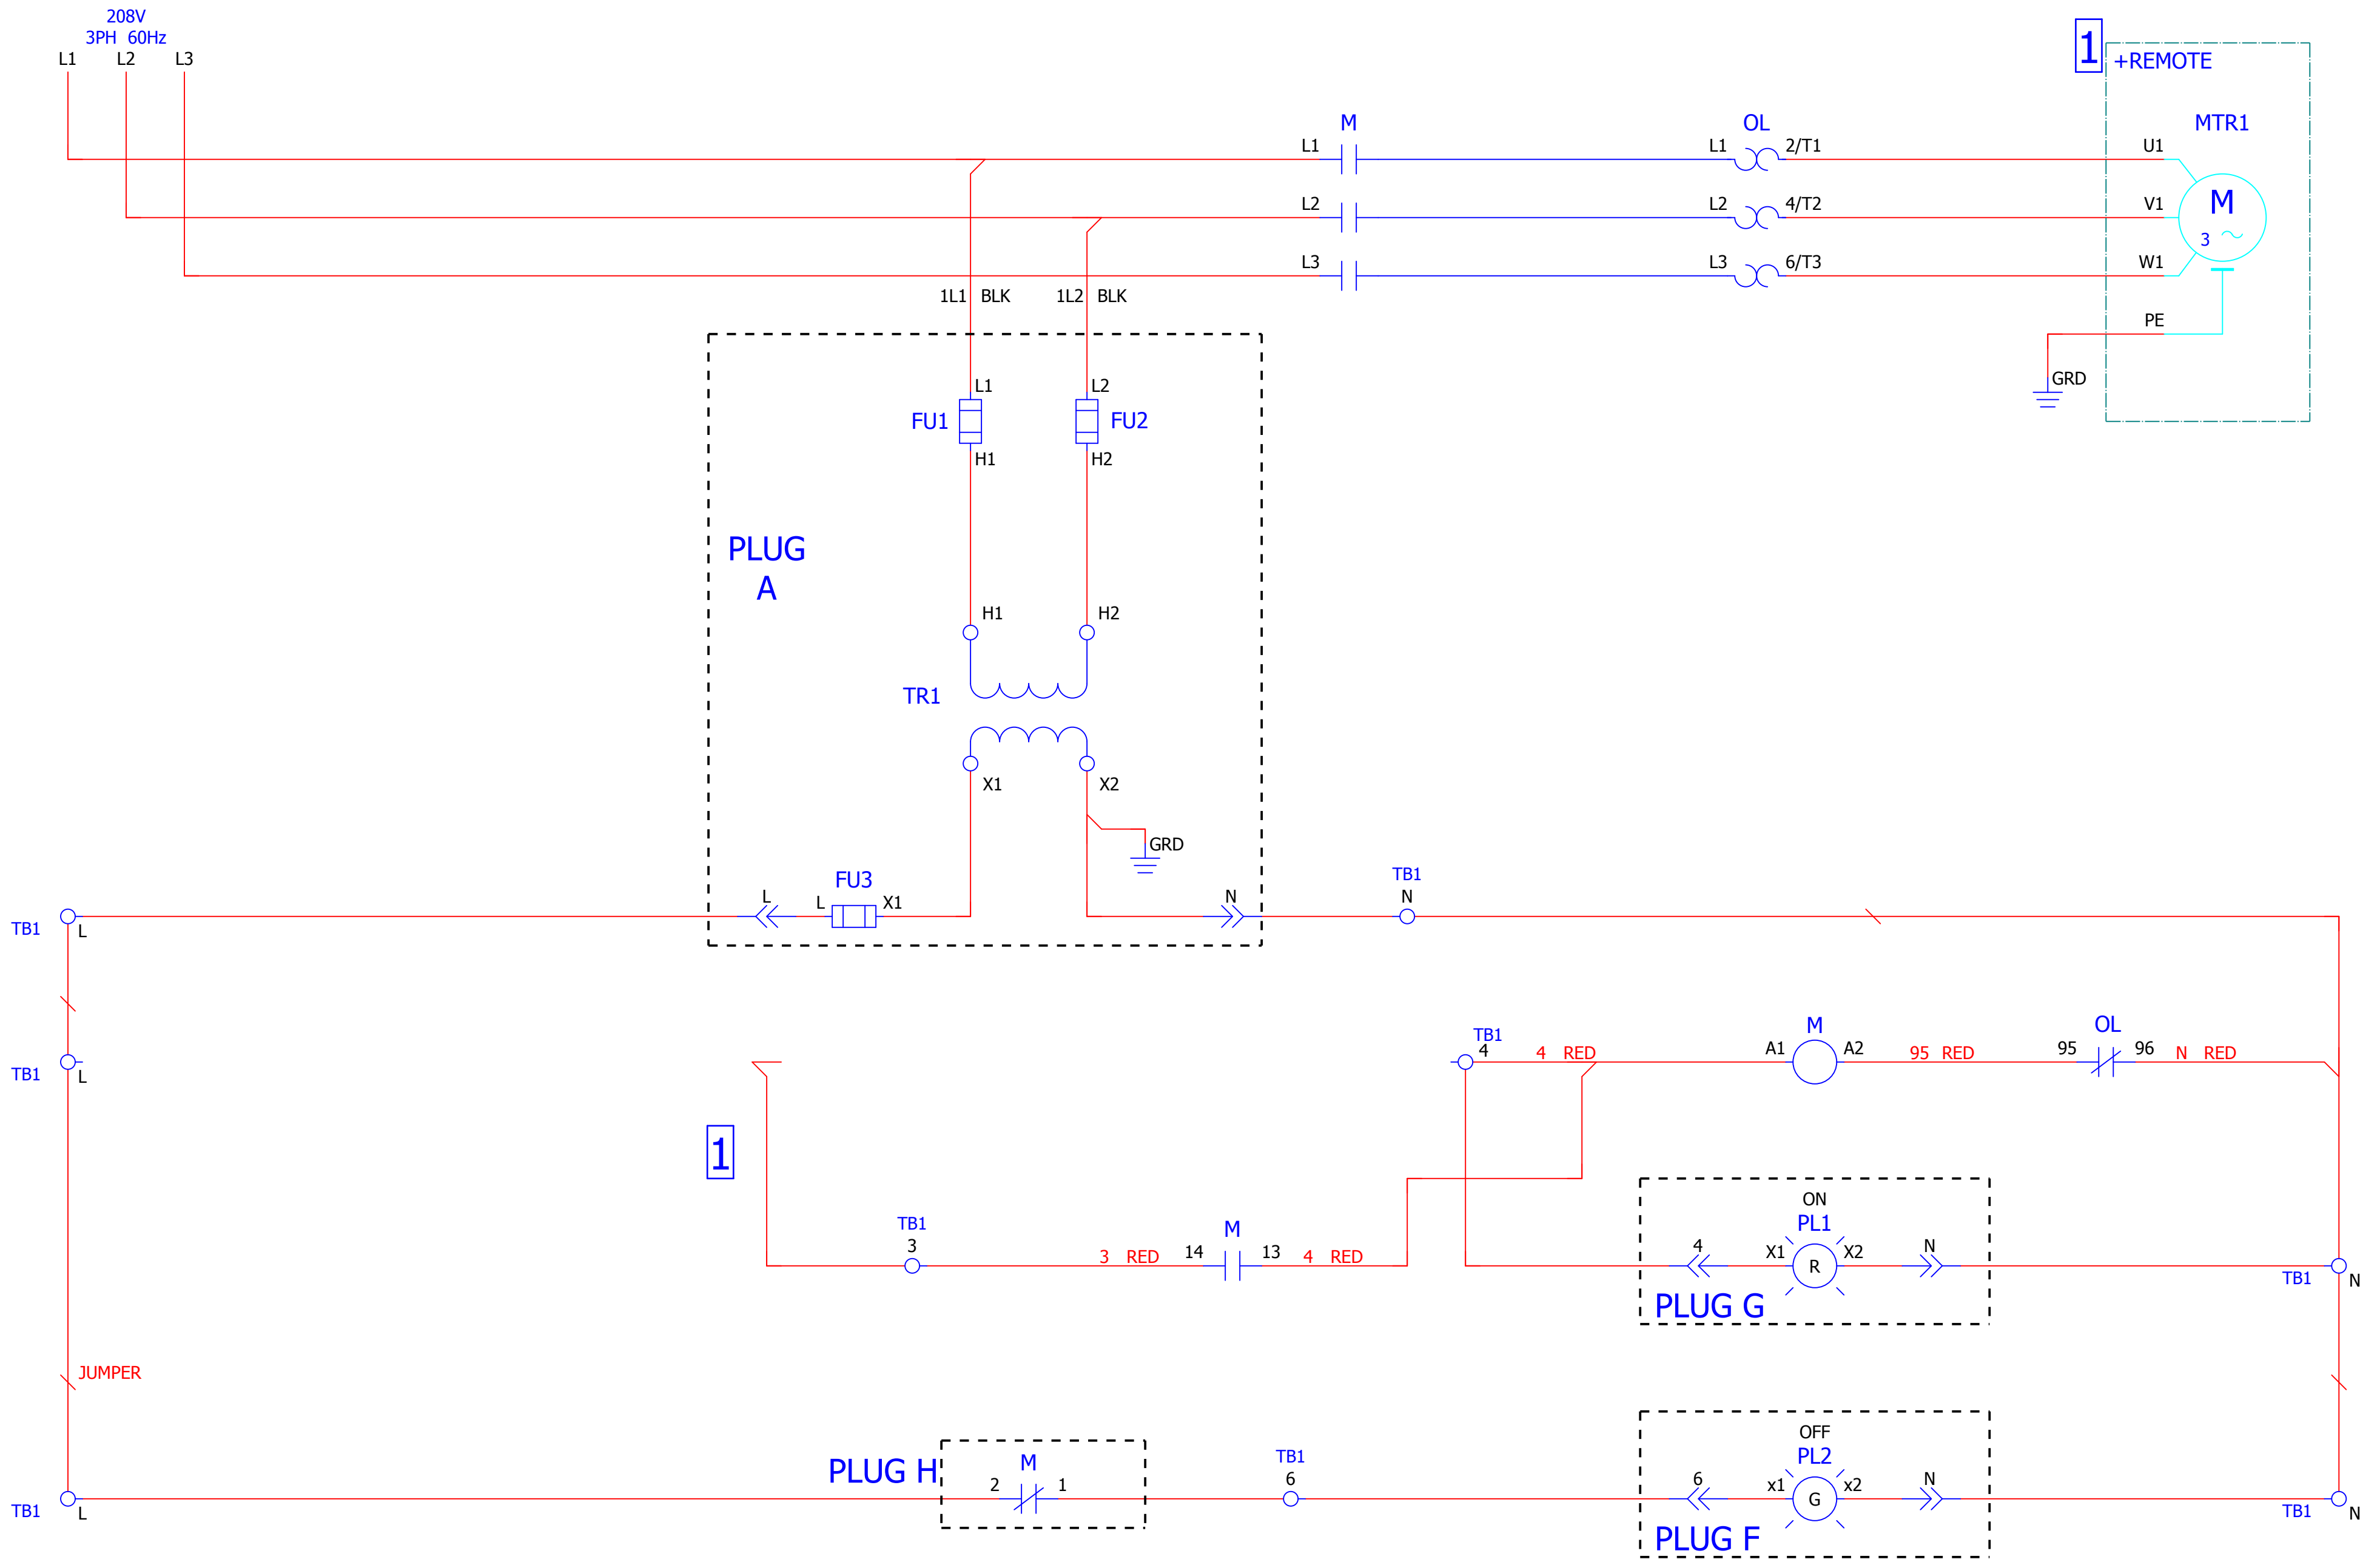 208V
3PH 60Hz
L1 L2 L3
1
+REMOTE
M OL MTR1
L1 L1 2/T1 U1
L2 L2 4/T2 V1
M
3
L3 L3 6/T3 W1
1L1 BLK 1L2 BLK
PE
GRD
L1 L2
FU1 FU2
H1 H2
PLUG
A
H1 H2
TR1
X1 X2
GRD
FU3
L L X1 N
TB1
N
TB1 L
TB1
4 4 RED
M
A1 A2
95 RED
OL
95 96
N RED
TB1 L
1
TB1
3
3 RED
M
14 13
4 RED
ON
PL1
4 X1 R X2 N
PLUG G
TB1 N
JUMPER
PLUG H
M
2 1
TB1
6
OFF
PL2
6 x1 G x2 N
PLUG F
TB1 L
TB1 N